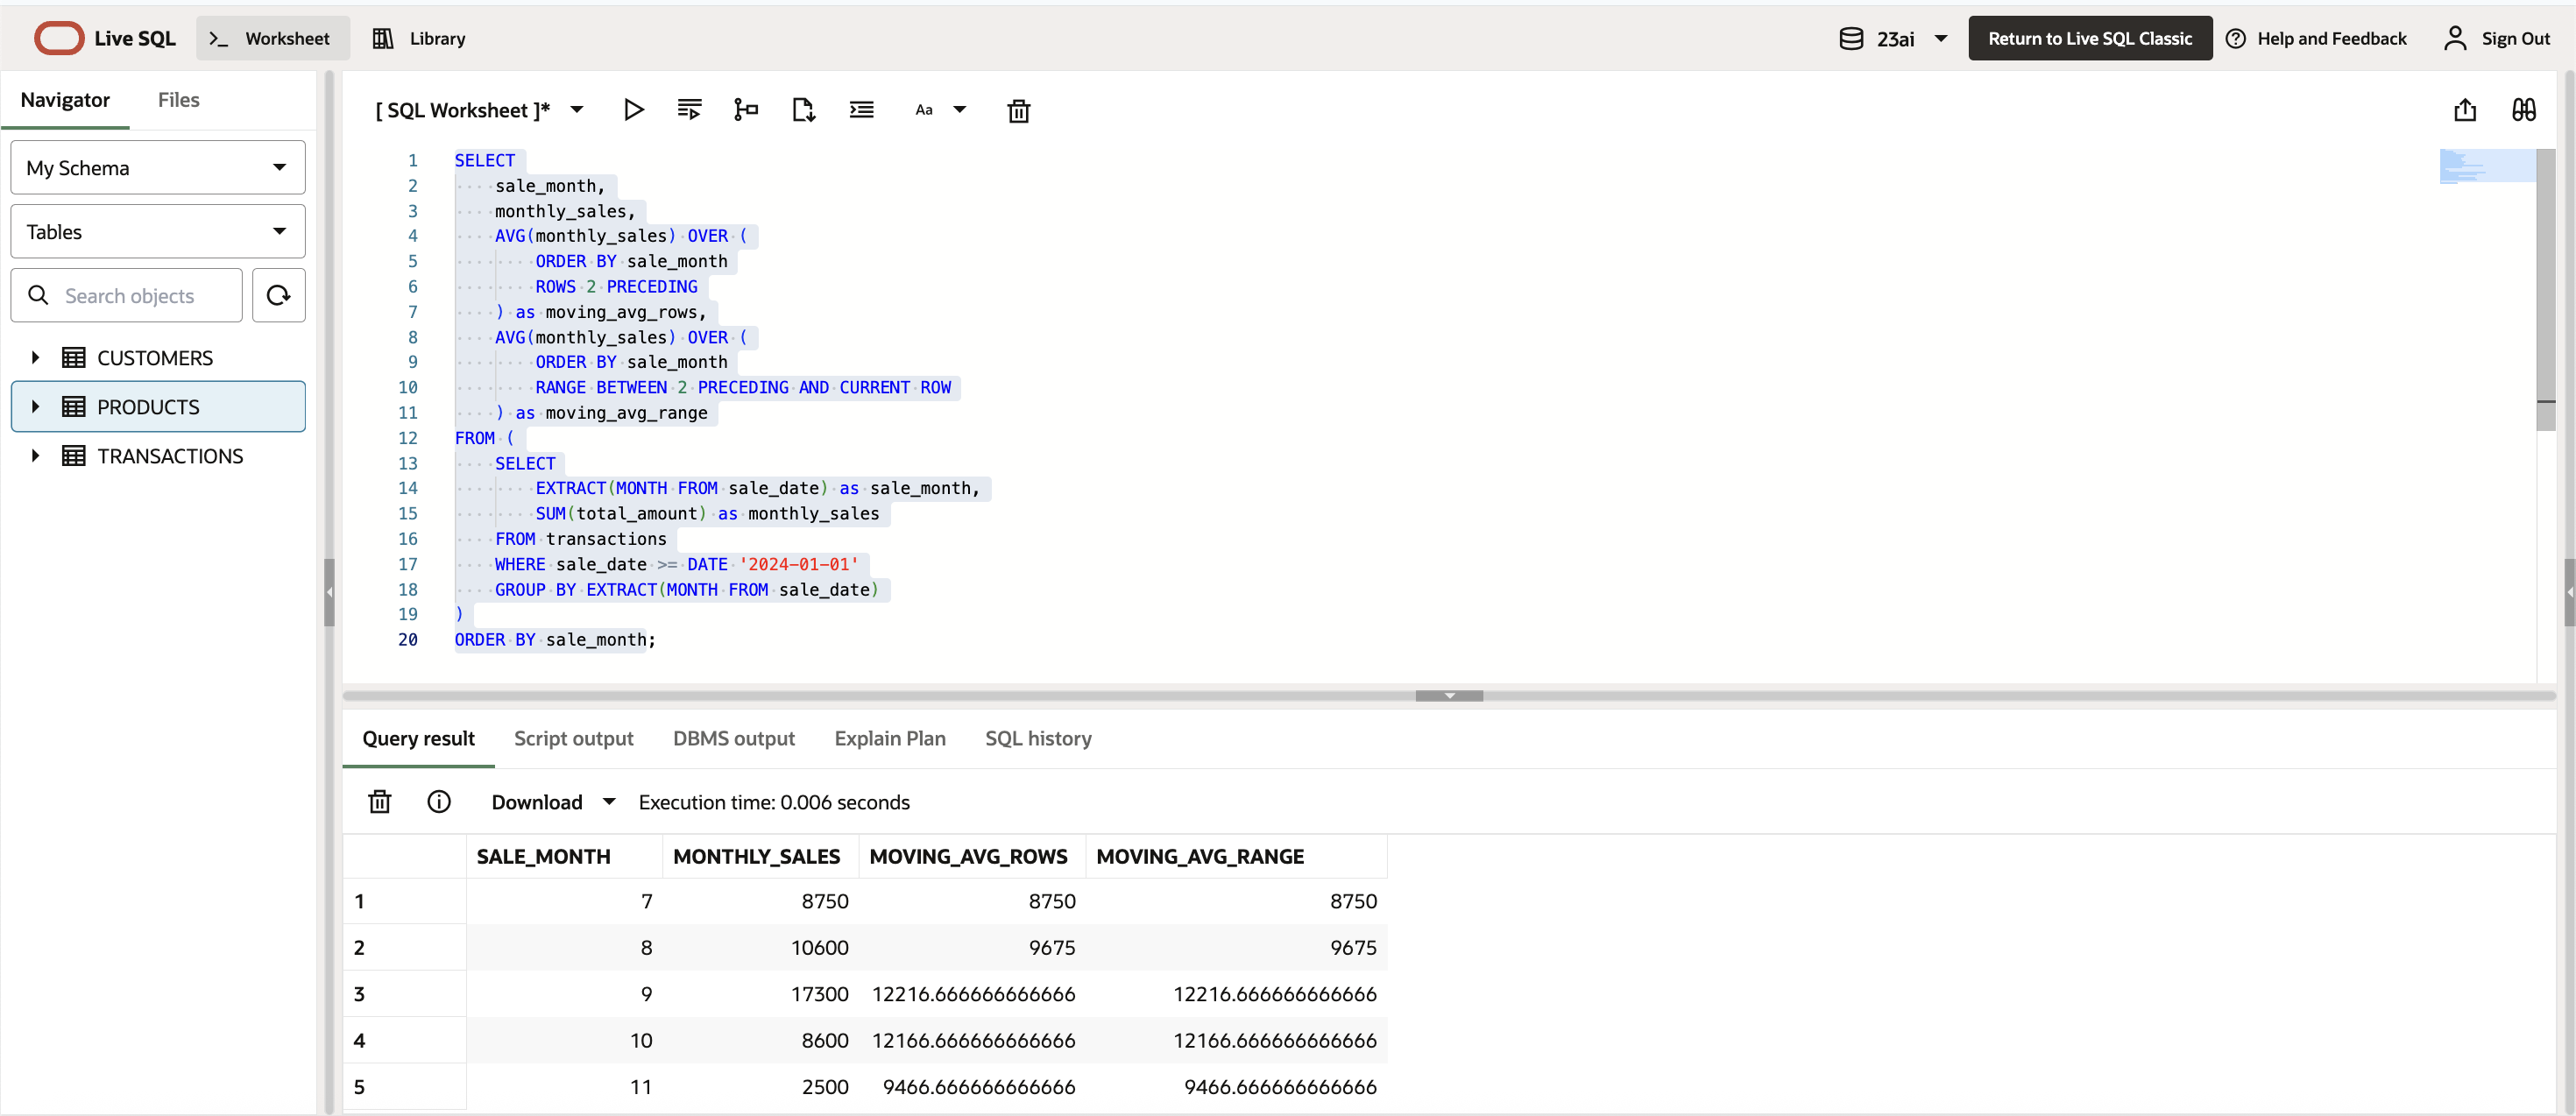 Live SQL
Worksheet
Library
23ai
Return to Live SQL Classic
Help and Feedback
Sign Out
Navigator
Files
My Schema
Tables
Search objects
CUSTOMERS
PRODUCTS
TRANSACTIONS
[ SQL Worksheet ]*
Aa
1 SELECT
2 sale_month,
3 monthly_sales,
4 AVG(monthly_sales) OVER (
5 ORDER BY sale_month
6 ROWS 2 PRECEDING
7 ) as moving_avg_rows,
8 AVG(monthly_sales) OVER (
9 ORDER BY sale_month
10 RANGE BETWEEN 2 PRECEDING AND CURRENT ROW
11 ) as moving_avg_range
12 FROM (
13 SELECT
14 EXTRACT(MONTH FROM sale_date) as sale_month,
15 SUM(total_amount) as monthly_sales
16 FROM transactions
17 WHERE sale_date >= DATE '2024-01-01'
18 GROUP BY EXTRACT(MONTH FROM sale_date)
19 )
20 ORDER BY sale_month;
Query result
Script output
DBMS output
Explain Plan
SQL history
Download
Execution time: 0.006 seconds
SALE_MONTH MONTHLY_SALES MOVING_AVG_ROWS MOVING_AVG_RANGE
1 7 8750 8750 8750
2 8 10600 9675 9675
3 9 17300 12216.666666666666 12216.666666666666
4 10 8600 12166.666666666666 12166.666666666666
5 11 2500 9466.666666666666 9466.666666666666